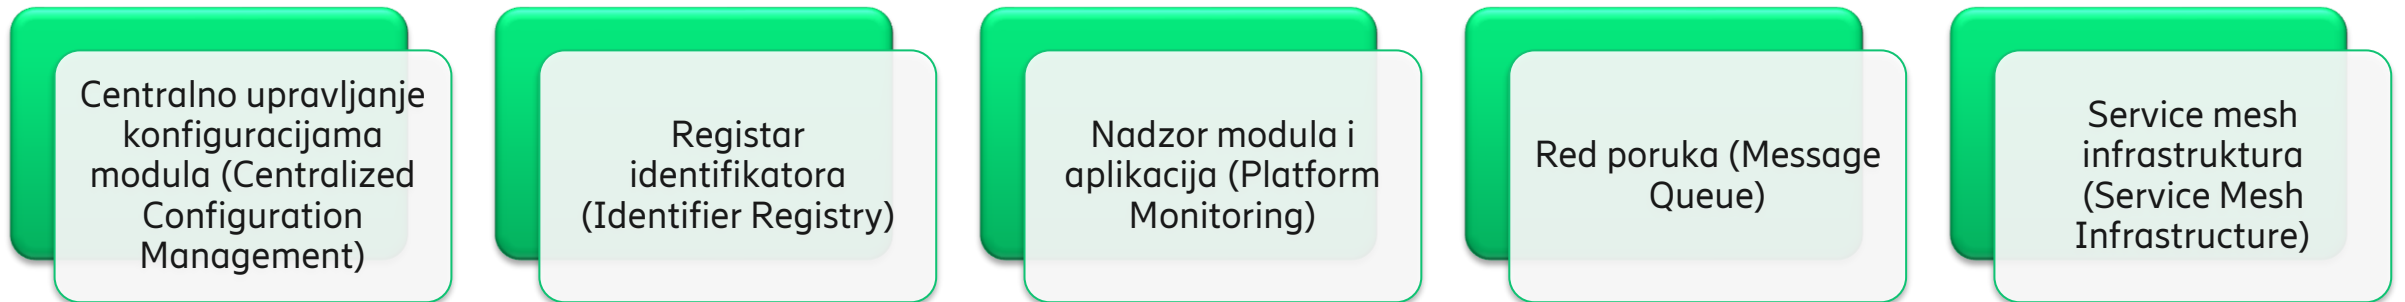 Centralno upravljanje
konfiguracijama
modula (Centralized
Configuration
Management)
Registar
identifikatora
(Identifier Registry)
Nadzor modula i
aplikacija (Platform
Monitoring)
Red poruka (Message
Queue)
Service mesh
infrastruktura
(Service Mesh
Infrastructure)